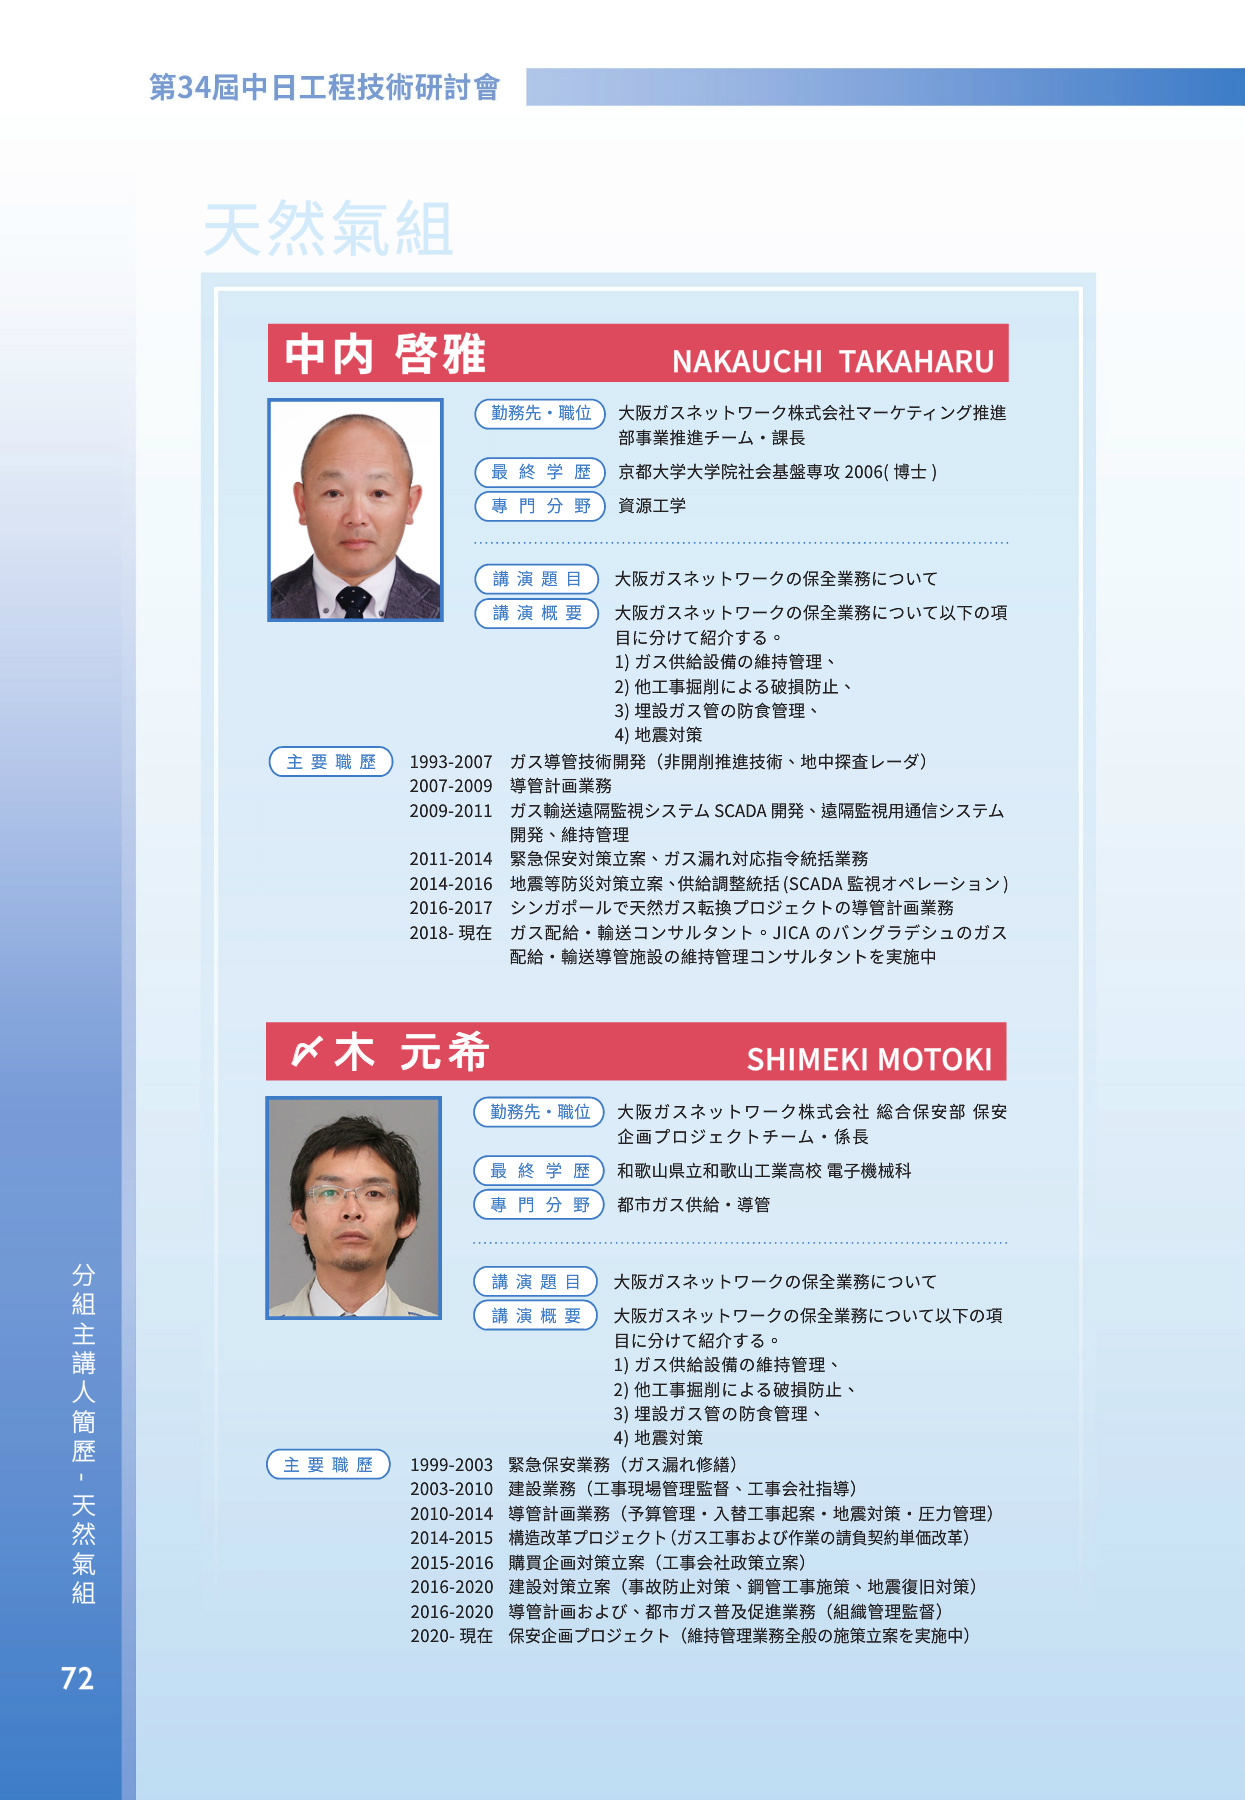 第34屆中日工程技術研討會
天然氣組
中内 啓雅 NAKAUCHI TAKAHARU
勤務先・職位 大阪ガスネットワーク株式会社マーケティング推進
部事業推進チーム・課長
最終学歴 京都大学大学院社会基盤専攻 2006( 博士 )
專門分野 資源工学
講演題目 大阪ガスネットワークの保全業務について
講演概要 大阪ガスネットワークの保全業務について以下の項
目に分けて紹介する。
1) ガス供給設備の維持管理、
2) 他工事掘削による破損防止、
3) 埋設ガス管の防食管理、
4) 地震対策
主要職歷 1993-2007 ガス導管技術開発（非開削推進技術、地中探査レーダ）
2007-2009 導管計画業務
2009-2011 ガス輸送遠隔監視システム SCADA 開発、遠隔監視用通信システム
開発、維持管理
2011-2014 緊急保安対策立案、ガス漏れ対応指令統括業務
2014-2016 地震等防災対策立案、供給調整統括 (SCADA 監視オペレーション )
2016-2017 シンガポールで天然ガス転換プロジェクトの導管計画業務
2018- 現在 ガス配給・輸送コンサルタント。JICA のバングラデシュのガス
配給・輸送導管施設の維持管理コンサルタントを実施中
〆木 元希 SHIMEKI MOTOKI
勤務先・職位 大阪ガスネットワーク株式会社 総合保安部 保安
企画プロジェクトチーム・係長
最終学歴 和歌山県立和歌山工業高校 電子機械科
專門分野 都市ガス供給・導管
講演題目 大阪ガスネットワークの保全業務について
講演概要 大阪ガスネットワークの保全業務について以下の項
目に分けて紹介する。
1) ガス供給設備の維持管理、
2) 他工事掘削による破損防止、
3) 埋設ガス管の防食管理、
4) 地震対策
主要職歷 1999-2003 緊急保安業務（ガス漏れ修繕）
2003-2010 建設業務（工事現場管理監督、工事会社指導）
2010-2014 導管計画業務（予算管理・入替工事起案・地震対策・圧力管理）
2014-2015 構造改革プロジェクト（ガス工事および作業の請負契約単価改革）
2015-2016 購買企画対策立案（工事会社政策立案）
2016-2020 建設対策立案（事故防止対策、鋼管工事施策、地震復旧対策）
2016-2020 導管計画および、都市ガス普及促進業務（組織管理監督）
2020- 現在 保安企画プロジェクト（維持管理業務全般の施策立案を実施中）
分組主講人簡歷-天然氣組
72